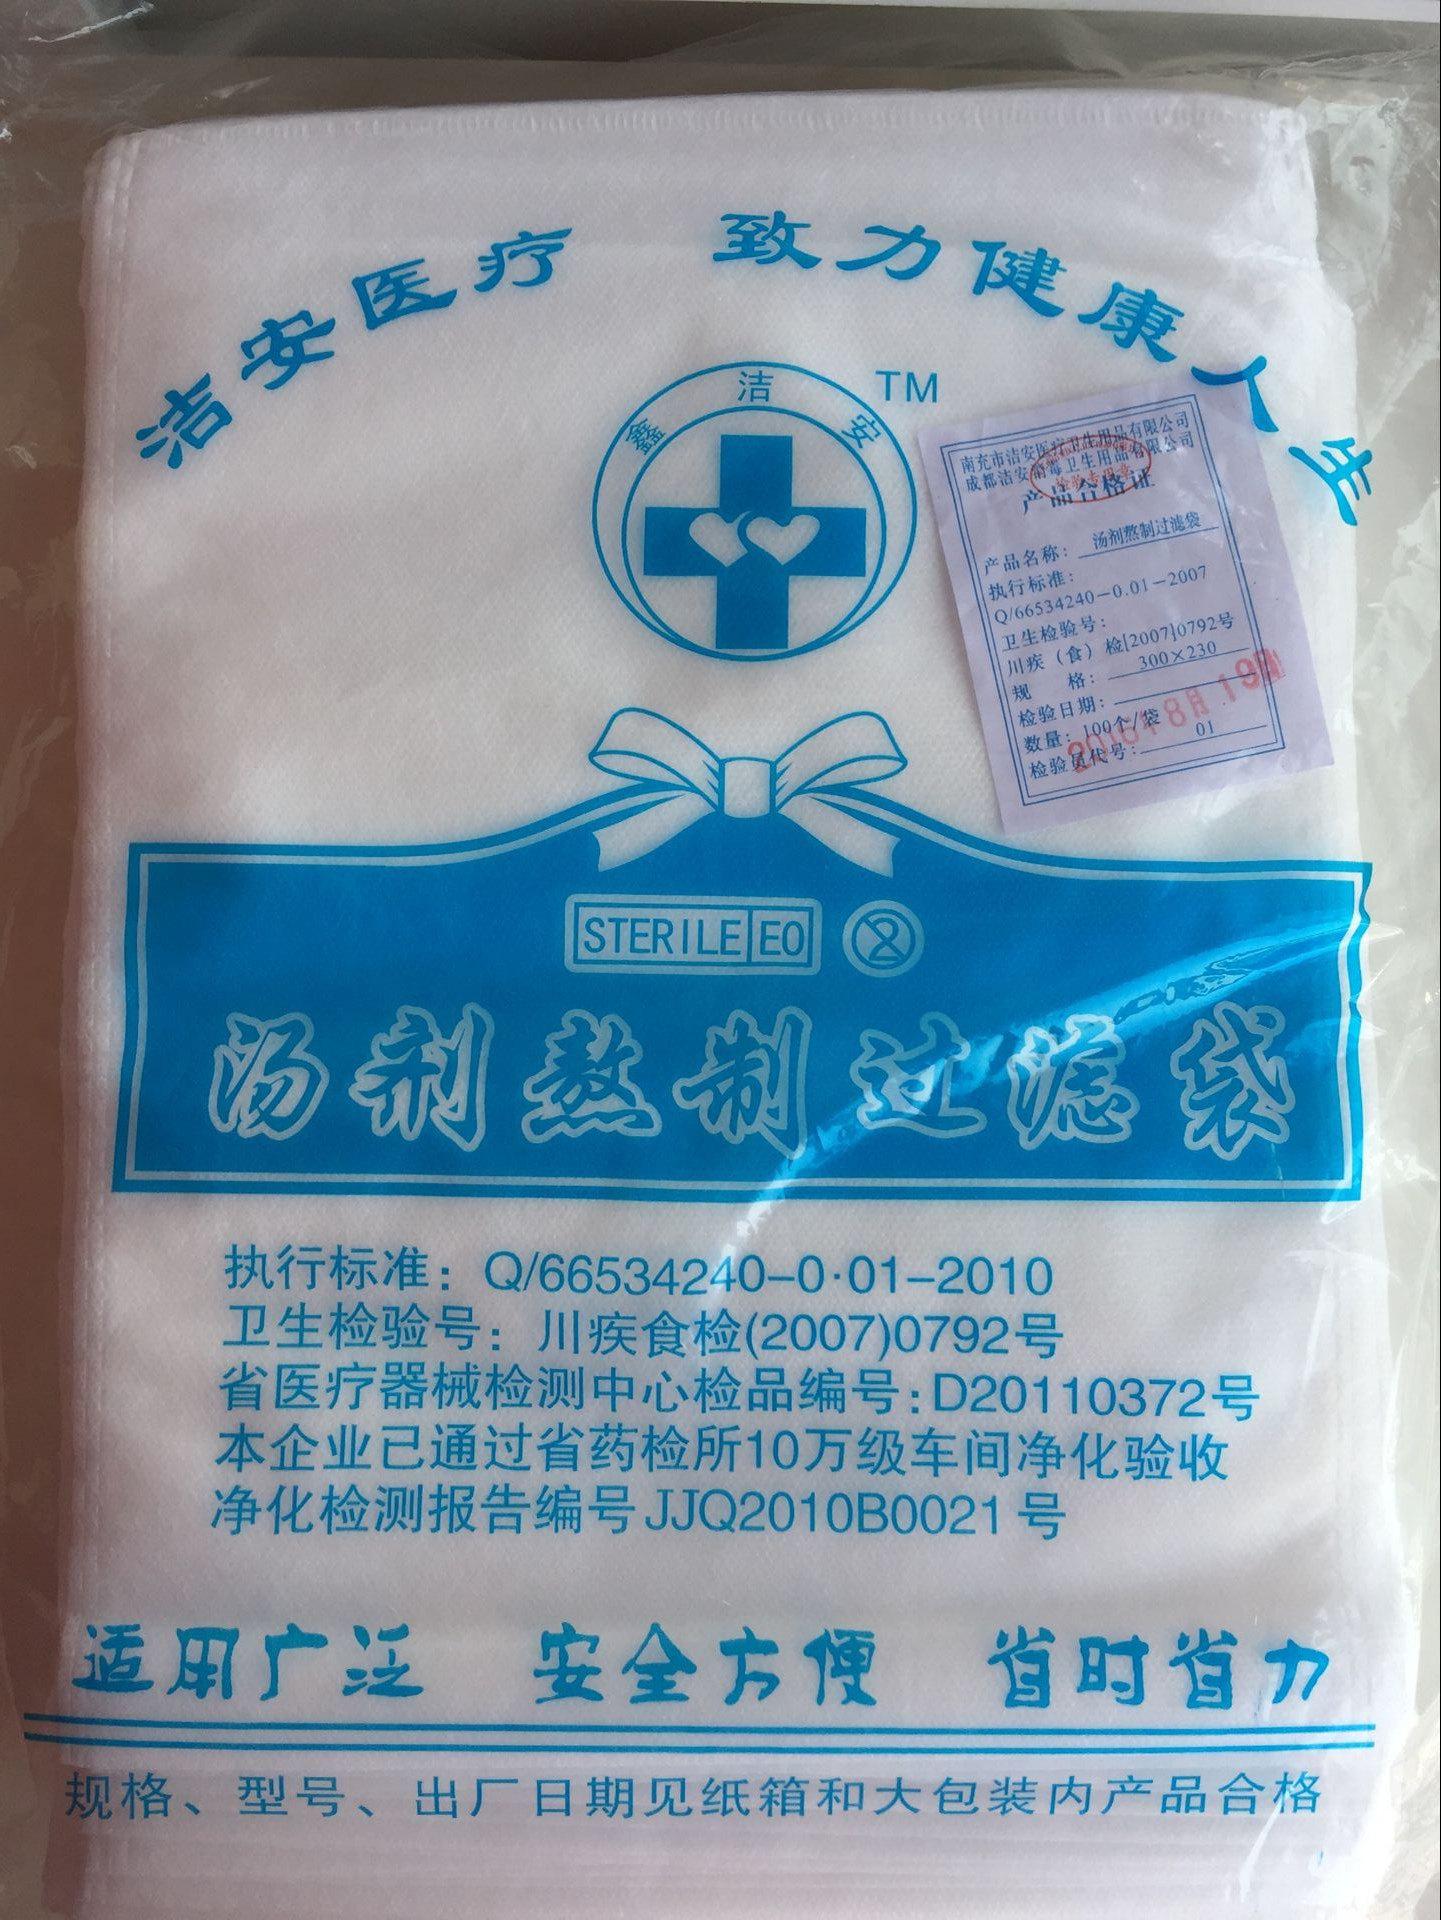 洁安医疗 致力健康人生
鑫洁安
TM
南充市洁安医疗卫生用品有限公司
成都洁安消毒卫生用品有限公司
检验专用章
产品合格证
产品名称：汤剂熬制过滤袋
执行标准：
Q/66534240-0.01-2007
卫生检验号：
川疾（食）检[2007]0792号
规 格：300×230
检验日期：
8月19日
数量：100个/袋
检验员代号：01
STERILE EO
2
汤剂熬制过滤袋
执行标准：Q/66534240-0·01-2010
卫生检验号：川疾食检(2007)0792号
省医疗器械检测中心检品编号:D20110372号
本企业已通过省药检所10万级车间净化验收
净化检测报告编号JJQ2010B0021号
适用广泛 安全方便 省时省力
规格、型号、出厂日期见纸箱和大包装内产品合格